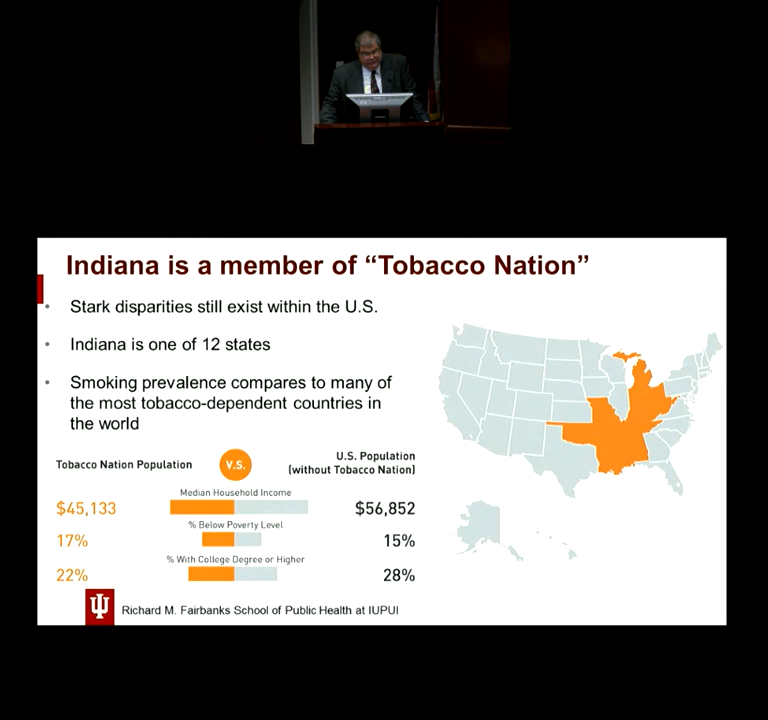 Indiana is a member of “Tobacco Nation”
• Stark disparities still exist within the U.S.
• Indiana is one of 12 states
• Smoking prevalence compares to many of
the most tobacco-dependent countries in
the world
Tobacco Nation Population
V.S.
U.S. Population
(without Tobacco Nation)
Median Household Income
$45,133
$56,852
% Below Poverty Level
17%
15%
% With College Degree or Higher
22%
28%
Richard M. Fairbanks School of Public Health at IUPUI